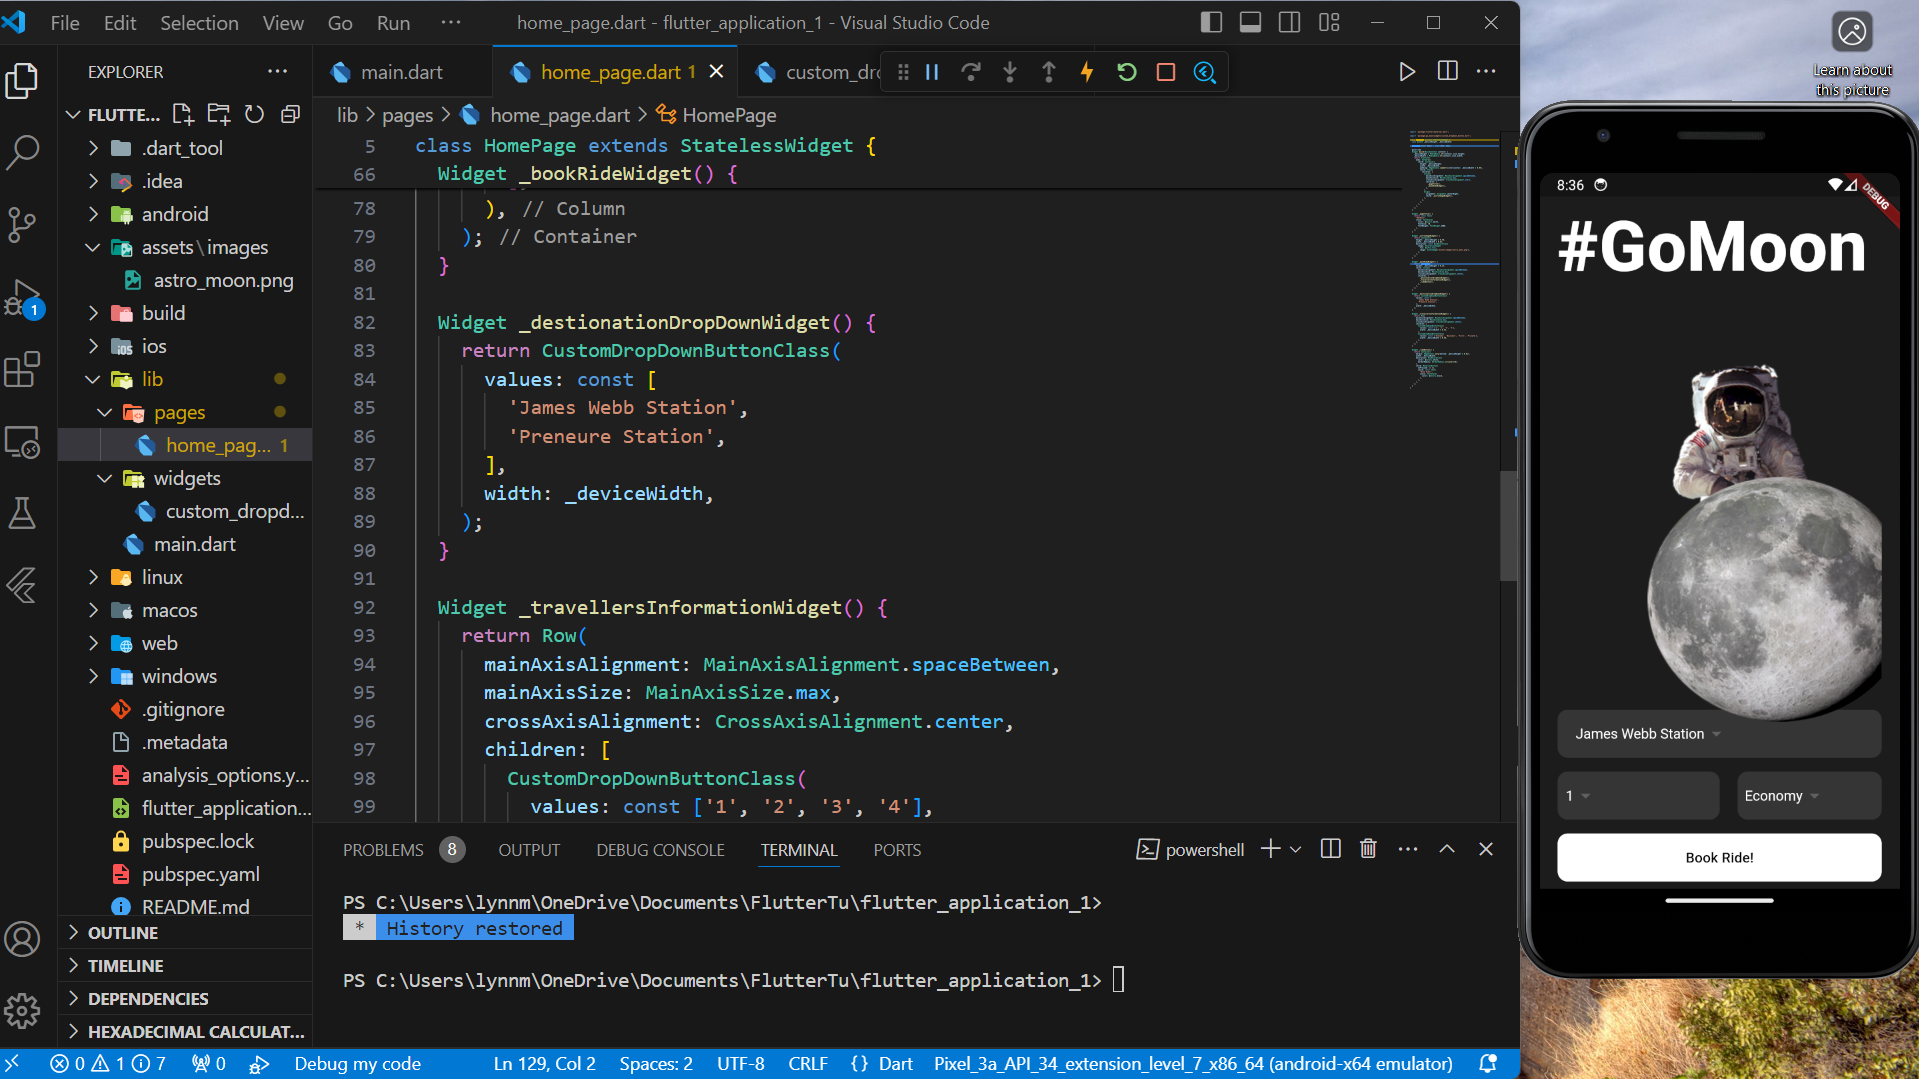 File Edit Selection View Go Run ··· home_page.dart - flutter_application_1 - Visual Studio Code
EXPLORER
FLUTTE...
.dart_tool
.idea
android
assets\images
astro_moon.png
build
ios
lib
pages
home_pag... 1
widgets
custom_dropd...
main.dart
linux
macos
web
windows
.gitignore
.metadata
analysis_options.y...
flutter_application...
pubspec.lock
pubspec.yaml
README.md
OUTLINE
TIMELINE
DEPENDENCIES
HEXADECIMAL CALCULAT...
1
main.dart home_page.dart 1 custom_dro
lib > pages > home_page.dart > HomePage
5 class HomePage extends StatelessWidget {
66 Widget _bookRideWidget() {
78 ), // Column
79 ); // Container
80 }
81
82 Widget _destionationDropDownWidget() {
83 return CustomDropDownButtonClass(
84 values: const [
85 'James Webb Station',
86 'Preneure Station',
87 ],
88 width: _deviceWidth,
89 );
90 }
91
92 Widget _travellersInformationWidget() {
93 return Row(
94 mainAxisAlignment: MainAxisAlignment.spaceBetween,
95 mainAxisSize: MainAxisSize.max,
96 crossAxisAlignment: CrossAxisAlignment.center,
97 children: [
98 CustomDropDownButtonClass(
99 values: const ['1', '2', '3', '4'],
PROBLEMS 8 OUTPUT DEBUG CONSOLE TERMINAL PORTS powershell
PS C:\Users\lynnm\OneDrive\Documents\FlutterTu\flutter_application_1>
* History restored
PS C:\Users\lynnm\OneDrive\Documents\FlutterTu\flutter_application_1>
0 1 7 0 Debug my code Ln 129, Col 2 Spaces: 2 UTF-8 CRLF {} Dart Pixel_3a_API_34_extension_level_7_x86_64 (android-x64 emulator)
Learn about
this picture
8:36
DEBUG
#GoMoon
James Webb Station
1 Economy
Book Ride!